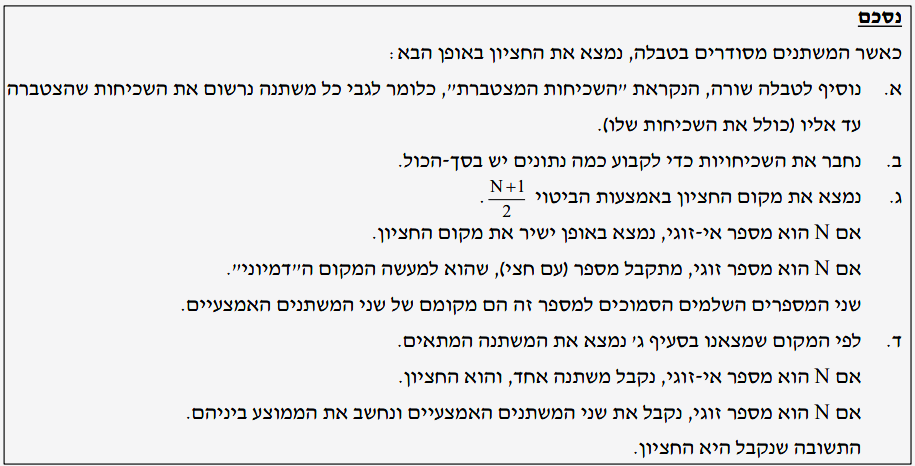 נסכם
כאשר המשתנים מסודרים בטבלה, נמצא את החציון באופן הבא:
א. נוסיף לטבלה שורה, הנקראת "השכיחות המצטברת", כלומר לגבי כל משתנה נרשום את השכיחות שהצטברה
עד אליו (כולל את השכיחות שלו).
ב. נחבר את השכיחויות כדי לקבוע כמה נתונים יש בסך-הכול.
ג. נמצא את מקום החציון באמצעות הביטוי (N+1)/2.
אם N הוא מספר אי-זוגי, נמצא באופן ישיר את מקום החציון.
אם N הוא מספר זוגי, מתקבל מספר (עם חצי), שהוא למעשה המקום ה"דמיוני".
שני המספרים השלמים הסמוכים למספר זה הם מקומם של שני המשתנים האמצעיים.
ד. לפי המקום שמצאנו בסעיף ג' נמצא את המשתנה המתאים.
אם N הוא מספר אי-זוגי, נקבל משתנה אחד, והוא החציון.
אם N הוא מספר זוגי, נקבל את שני המשתנים האמצעיים ונחשב את הממוצע ביניהם.
התשובה שנקבל היא החציון.